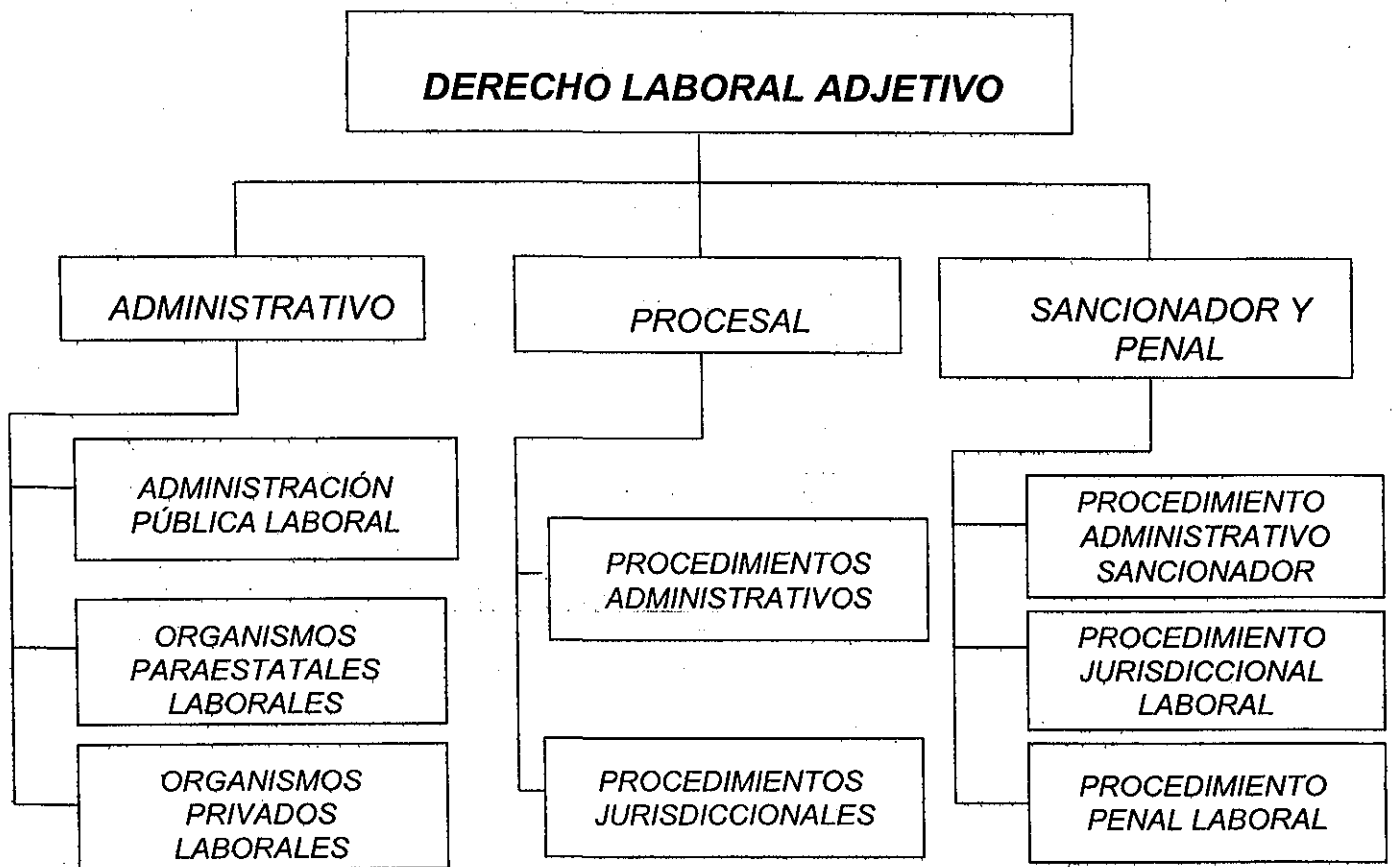 DERECHO LABORAL ADJETIVO
ADMINISTRATIVO
PROCESAL
SANCIONADOR Y
PENAL
ADMINISTRACIÓN
PÚBLICA LABORAL
ORGANISMOS
PARAESTATALES
LABORALES
ORGANISMOS
PRIVADOS
LABORALES
PROCEDIMIENTOS
ADMINISTRATIVOS
PROCEDIMIENTOS
JURISDICCIONALES
PROCEDIMIENTO
ADMINISTRATIVO
SANCIONADOR
PROCEDIMIENTO
JURISDICCIONAL
LABORAL
PROCEDIMIENTO
PENAL LABORAL